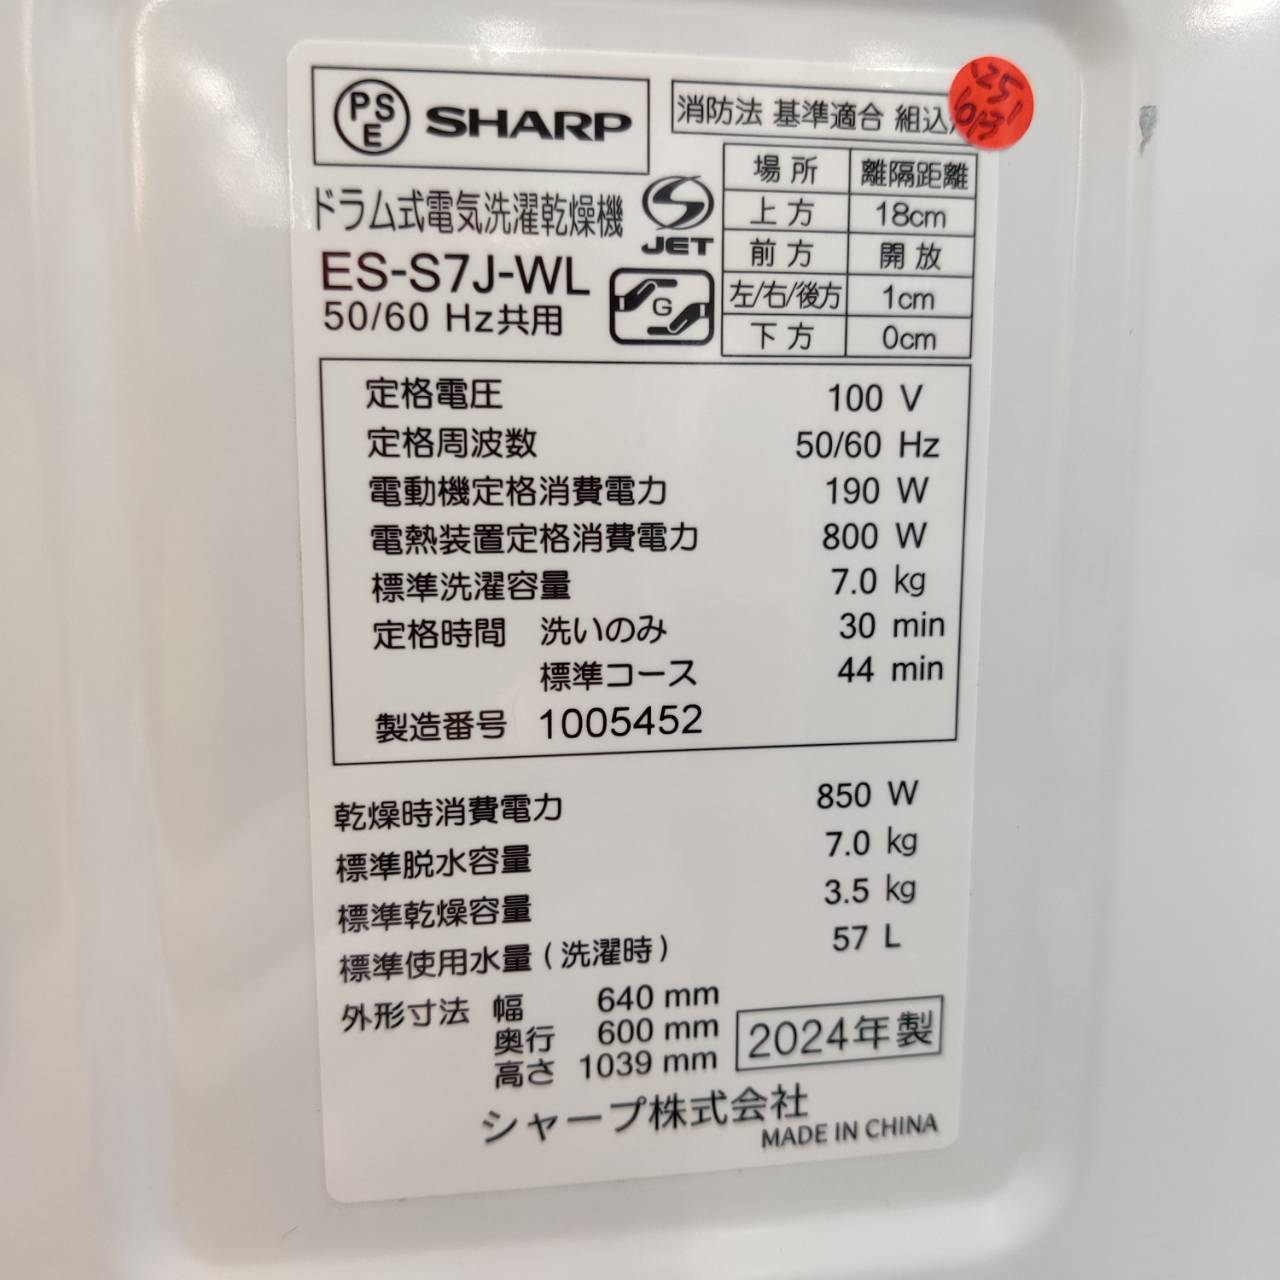 PS
E
SHARP
消防法 基準適合 組込
ドラム式電気洗濯乾燥機
JET
ES-S7J-WL
50/60 Hz共用
G
場所 離隔距離
上方 18cm
前方 開放
左/右/後方 1cm
下方 0cm
定格電圧 100 V
定格周波数 50/60 Hz
電動機定格消費電力 190 W
電熱装置定格消費電力 800 W
標準洗濯容量 7.0 kg
定格時間 洗いのみ 30 min
標準コース 44 min
製造番号 1005452
乾燥時消費電力 850 W
標準脱水容量 7.0 kg
標準乾燥容量 3.5 kg
標準使用水量(洗濯時) 57 L
外形寸法 幅 640 mm
奥行 600 mm
高さ 1039 mm
2024年製
シャープ株式会社
MADE IN CHINA